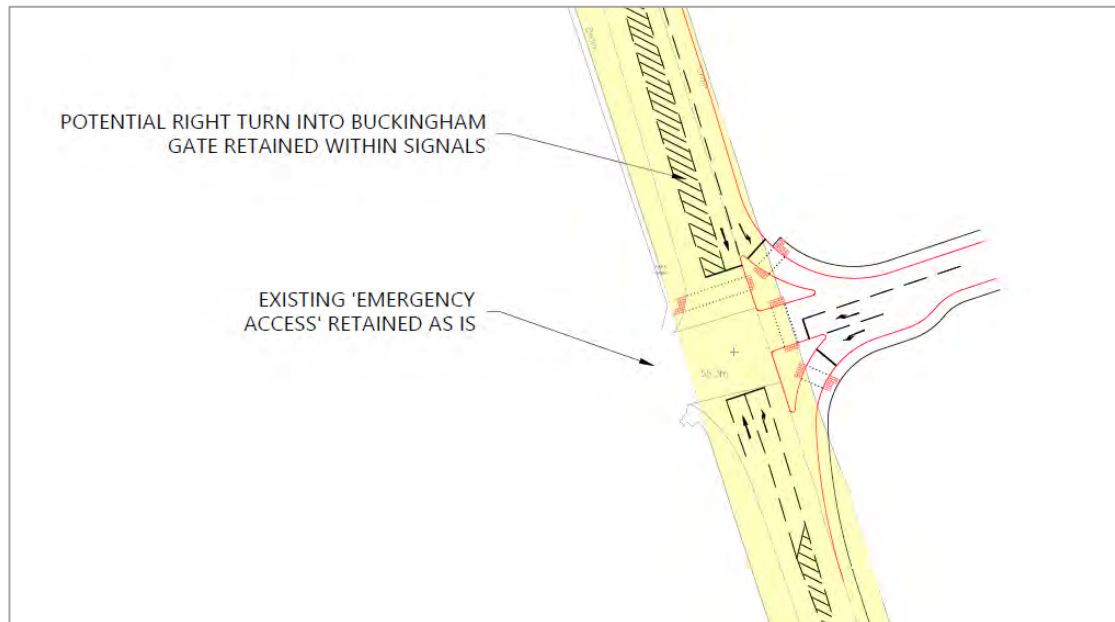 POTENTIAL RIGHT TURN INTO BUCKINGHAM
GATE RETAINED WITHIN SIGNALS
EXISTING 'EMERGENCY
ACCESS' RETAINED AS IS